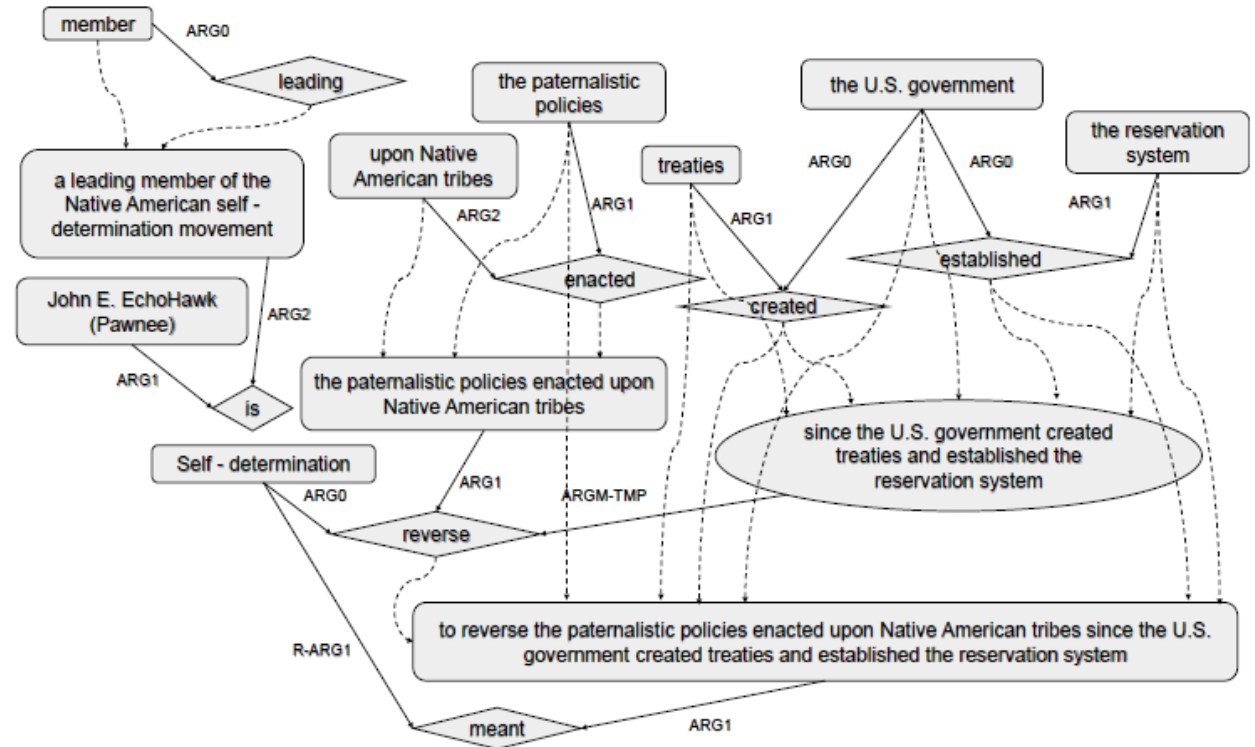 member
ARG0
leading
the paternalistic
policies
the U.S. government
the reservation
system
upon Native
American tribes
treaties
ARG0
ARG0
a leading member of the
Native American self -
determination movement
ARG2
ARG1
ARG1
ARG1
enacted
established
created
John E. EchoHawk
(Pawnee)
ARG2
ARG1
is
the paternalistic policies enacted upon
Native American tribes
since the U.S. government created
treaties and established the
reservation system
Self - determination
ARG0
ARG1
ARGM-TMP
reverse
to reverse the paternalistic policies enacted upon Native American tribes since the U.S.
government created treaties and established the reservation system
R-ARG1
meant
ARG1